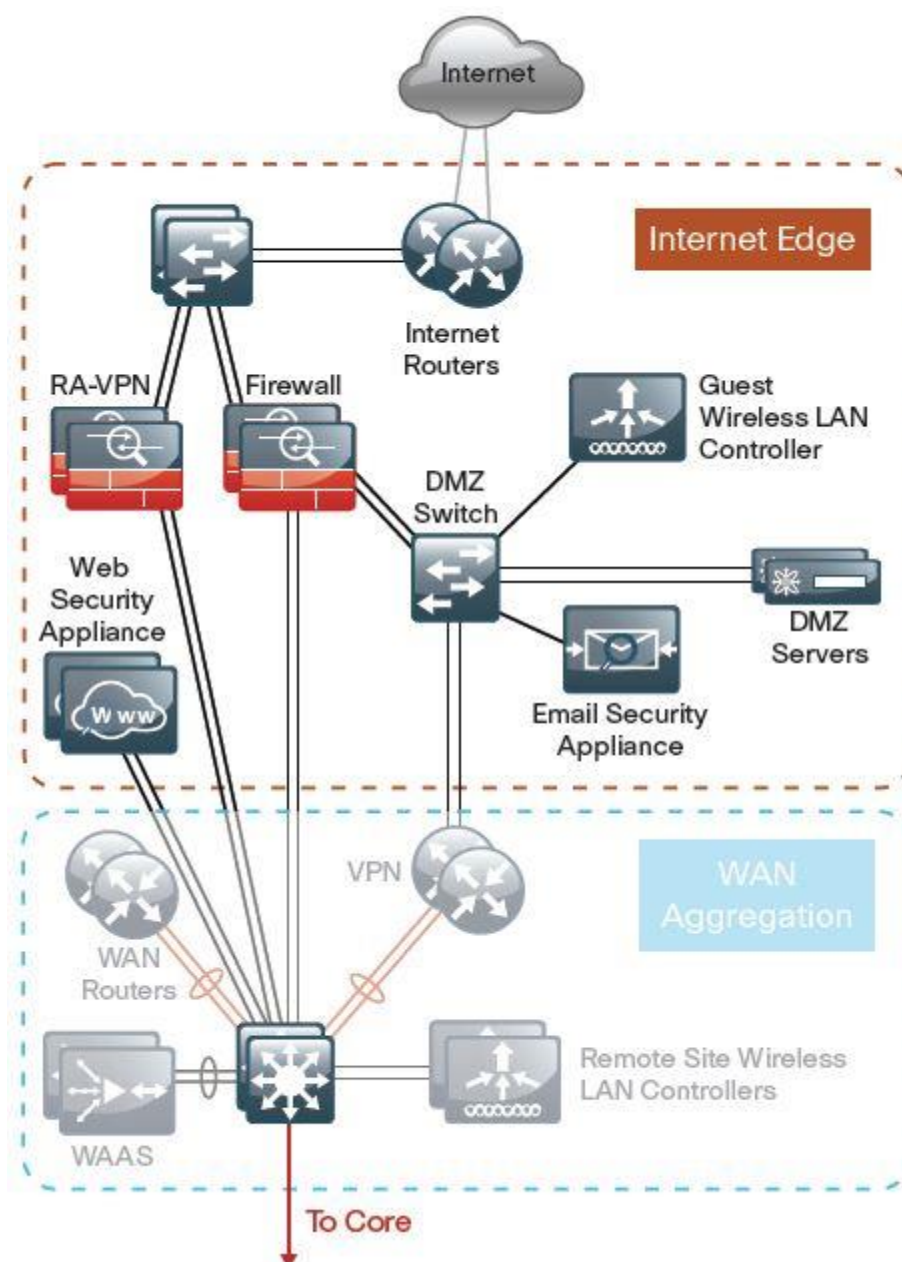 Internet
Internet Edge
Internet
Routers
RA-VPN
Firewall
Guest
Wireless LAN
Controller
DMZ
Switch
Web
Security
Appliance
www
DMZ
Servers
Email Security
Appliance
VPN
WAN
Aggregation
WAN
Routers
Remote Site Wireless
LAN Controllers
WAAS
To Core